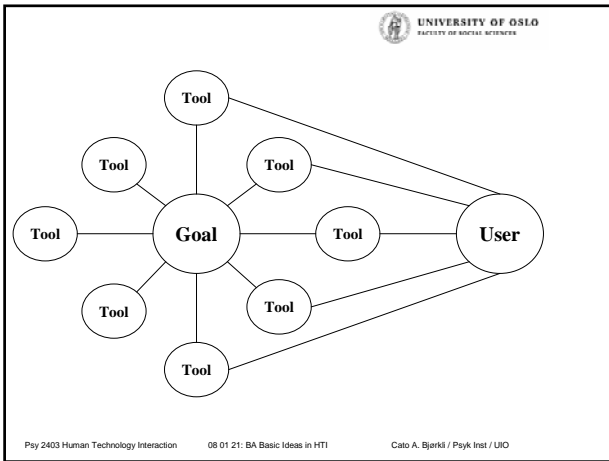 UNIVERSITY OF OSLO
FACULTY OF SOCIAL SCIENCES
Tool
Tool
Tool
Tool
Goal
Tool
User
Tool
Tool
Tool
Psy 2403 Human Technology Interaction 08 01 21: BA Basic Ideas in HTI Cato A. Bjørkli / Psyk Inst / UIO